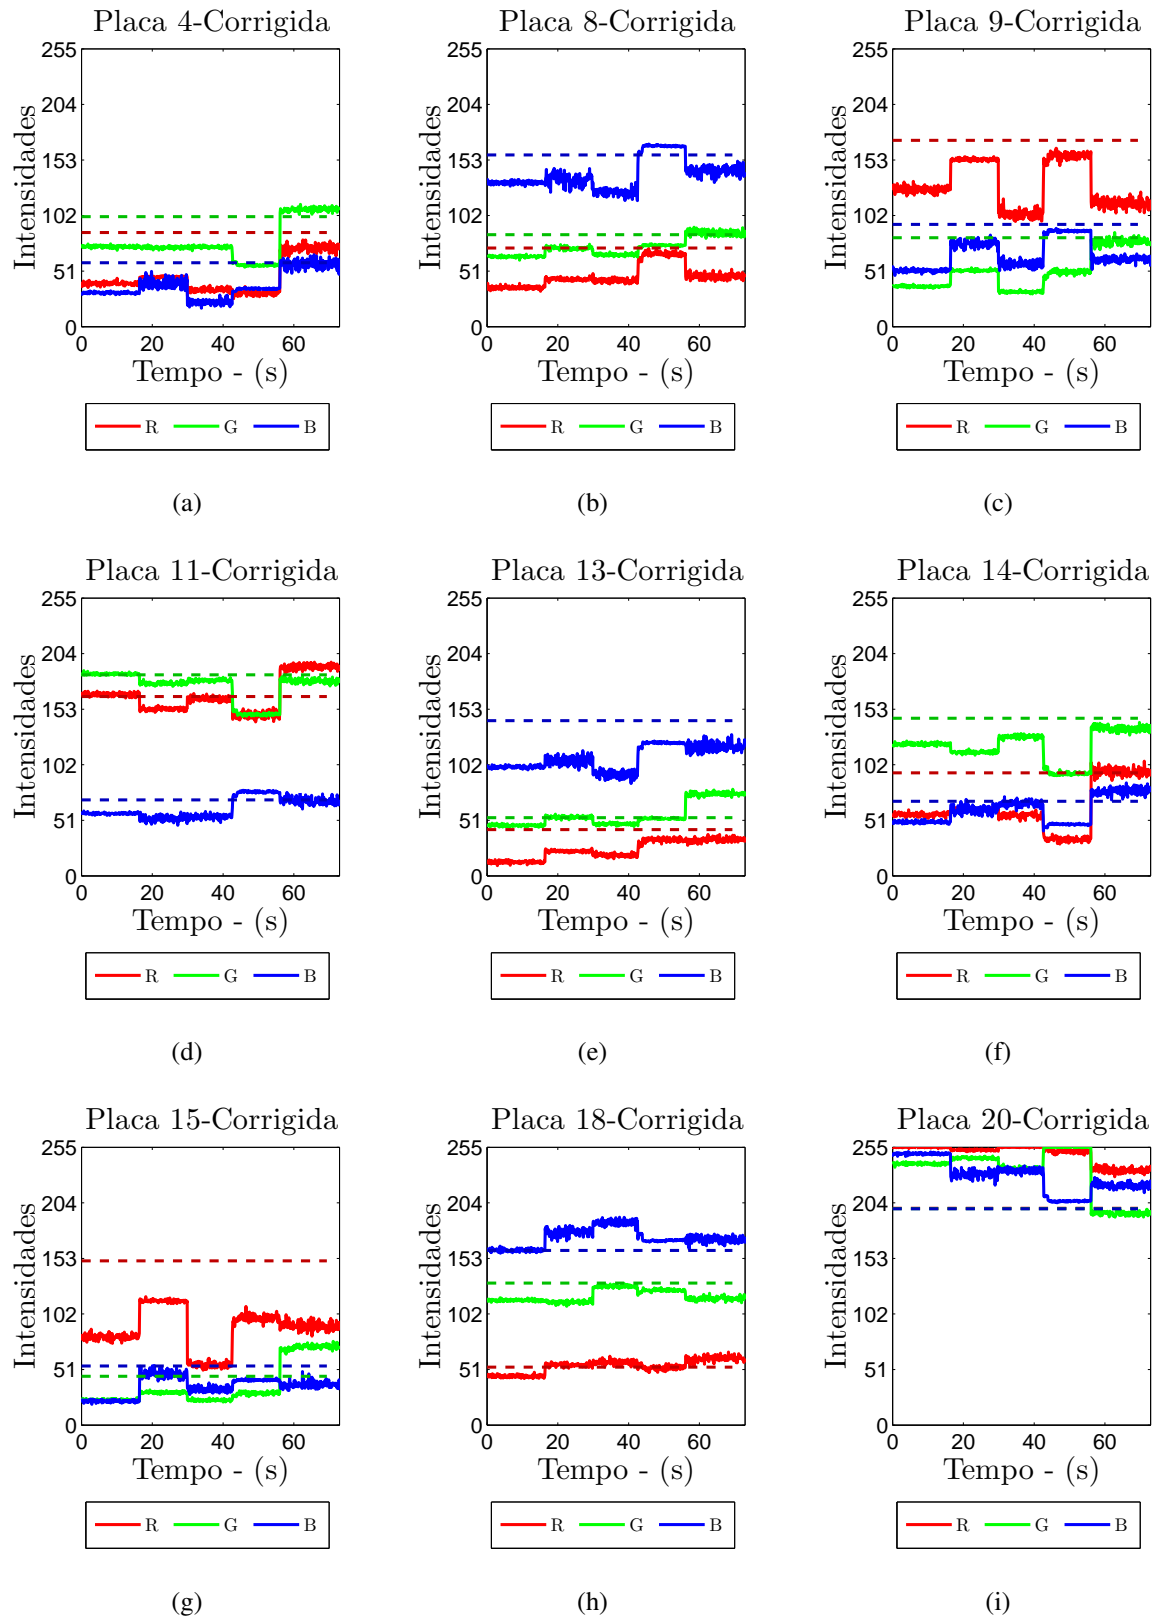 Placa 4-Corrigida Placa 8-Corrigida Placa 9-Corrigida
255 255 255
204 204 204
153 153 153
102 102 102
51 51 51
0 0 0
Intensidades Intensidades Intensidades
0 20 40 60 0 20 40 60 0 20 40 60
Tempo - (s) Tempo - (s) Tempo - (s)
R G B R G B R G B
(a) (b) (c)
Placa 11-Corrigida Placa 13-Corrigida Placa 14-Corrigida
255 255 255
204 204 204
153 153 153
102 102 102
51 51 51
0 0 0
Intensidades Intensidades Intensidades
0 20 40 60 0 20 40 60 0 20 40 60
Tempo - (s) Tempo - (s) Tempo - (s)
R G B R G B R G B
(d) (e) (f)
Placa 15-Corrigida Placa 18-Corrigida Placa 20-Corrigida
255 255 255
204 204 204
153 153 153
102 102 102
51 51 51
0 0 0
Intensidades Intensidades Intensidades
0 20 40 60 0 20 40 60 0 20 40 60
Tempo - (s) Tempo - (s) Tempo - (s)
R G B R G B R G B
(g) (h) (i)